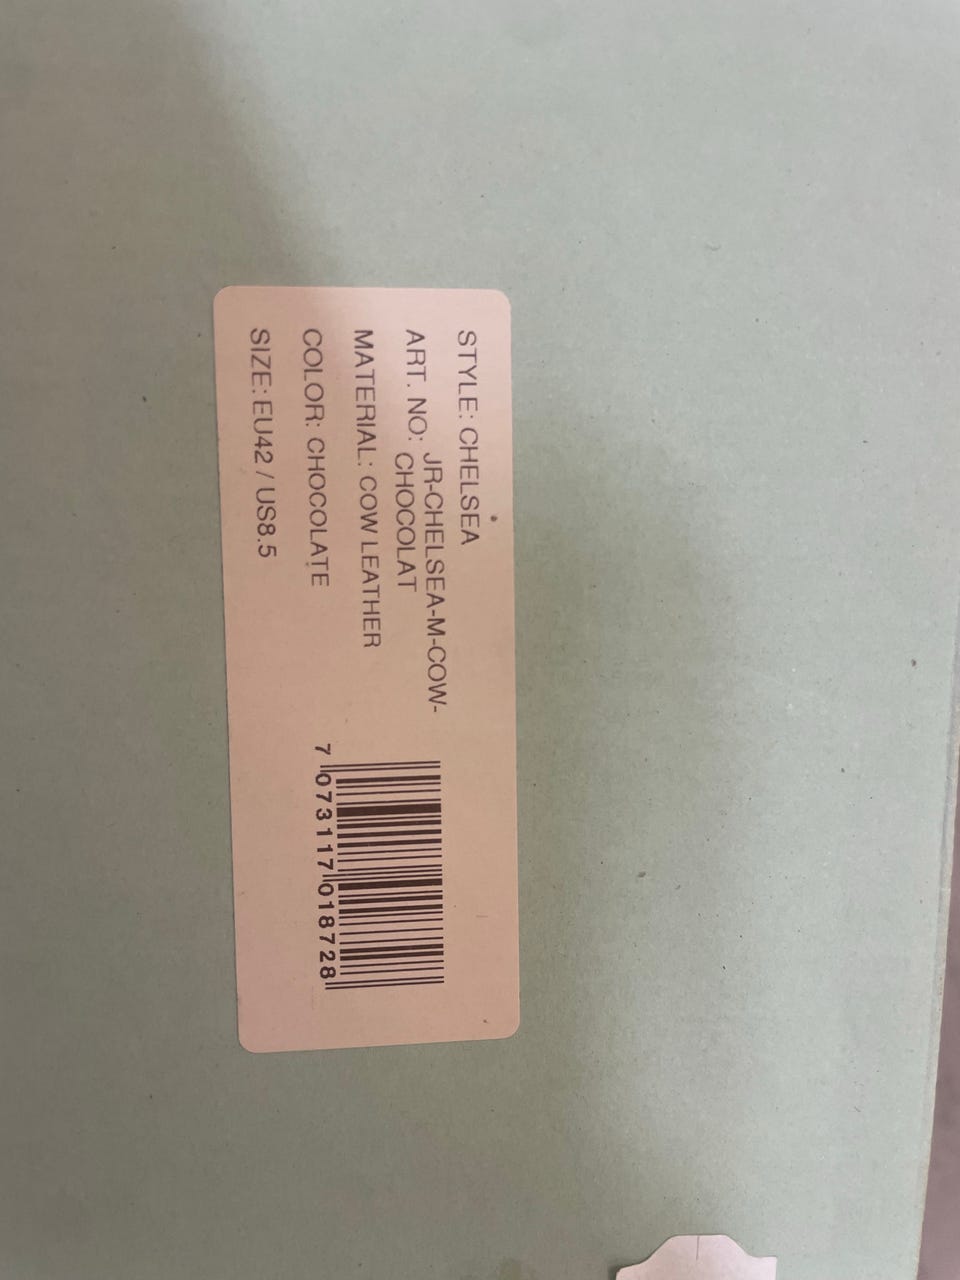 STYLE: CHELSEA
ART. NO: JR-CHELSEA-M-COW-
CHOCOLAT
MATERIAL: COW LEATHER
COLOR: CHOCOLATE
SIZE: EU42 / US8.5
7 073117 018728